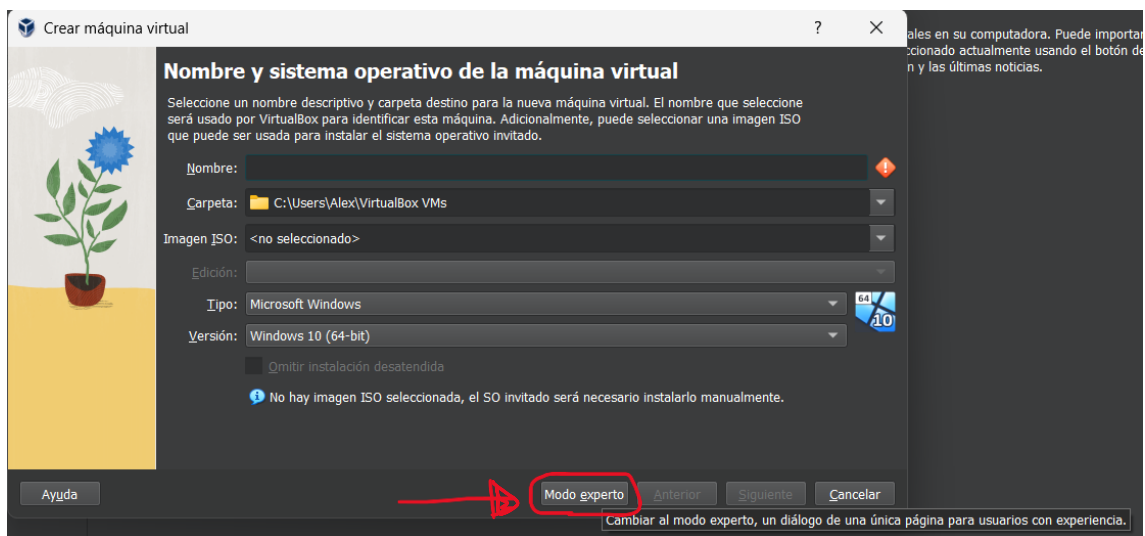 Crear máquina virtual
?
ales en su computadora. Puede importar
ccionado actualmente usando el botón de
n y las últimas noticias.
Nombre y sistema operativo de la máquina virtual
Seleccione un nombre descriptivo y carpeta destino para la nueva máquina virtual. El nombre que seleccione
será usado por VirtualBox para identificar esta máquina. Adicionalmente, puede seleccionar una imagen ISO
que puede ser usada para instalar el sistema operativo invitado.
Nombre:
Carpeta: C:\Users\Alex\VirtualBox VMs
Imagen ISO: <no seleccionado>
Edición:
Tipo: Microsoft Windows
64
10
Versión: Windows 10 (64-bit)
Omitir instalación desatendida
No hay imagen ISO seleccionada, el SO invitado será necesario instalarlo manualmente.
Ayuda Modo experto Anterior Siguiente Cancelar
Cambiar al modo experto, un diálogo de una única página para usuarios con experiencia.